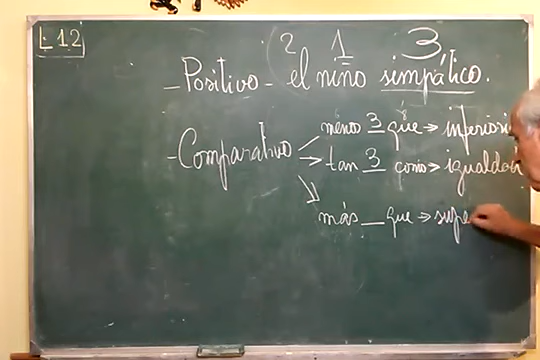 L 12
2 1 3
- Positivo - el niño simpático.
menos 3 que → inferiori
- Comparativo → tan 3 como → igualdad
más __ que → supe